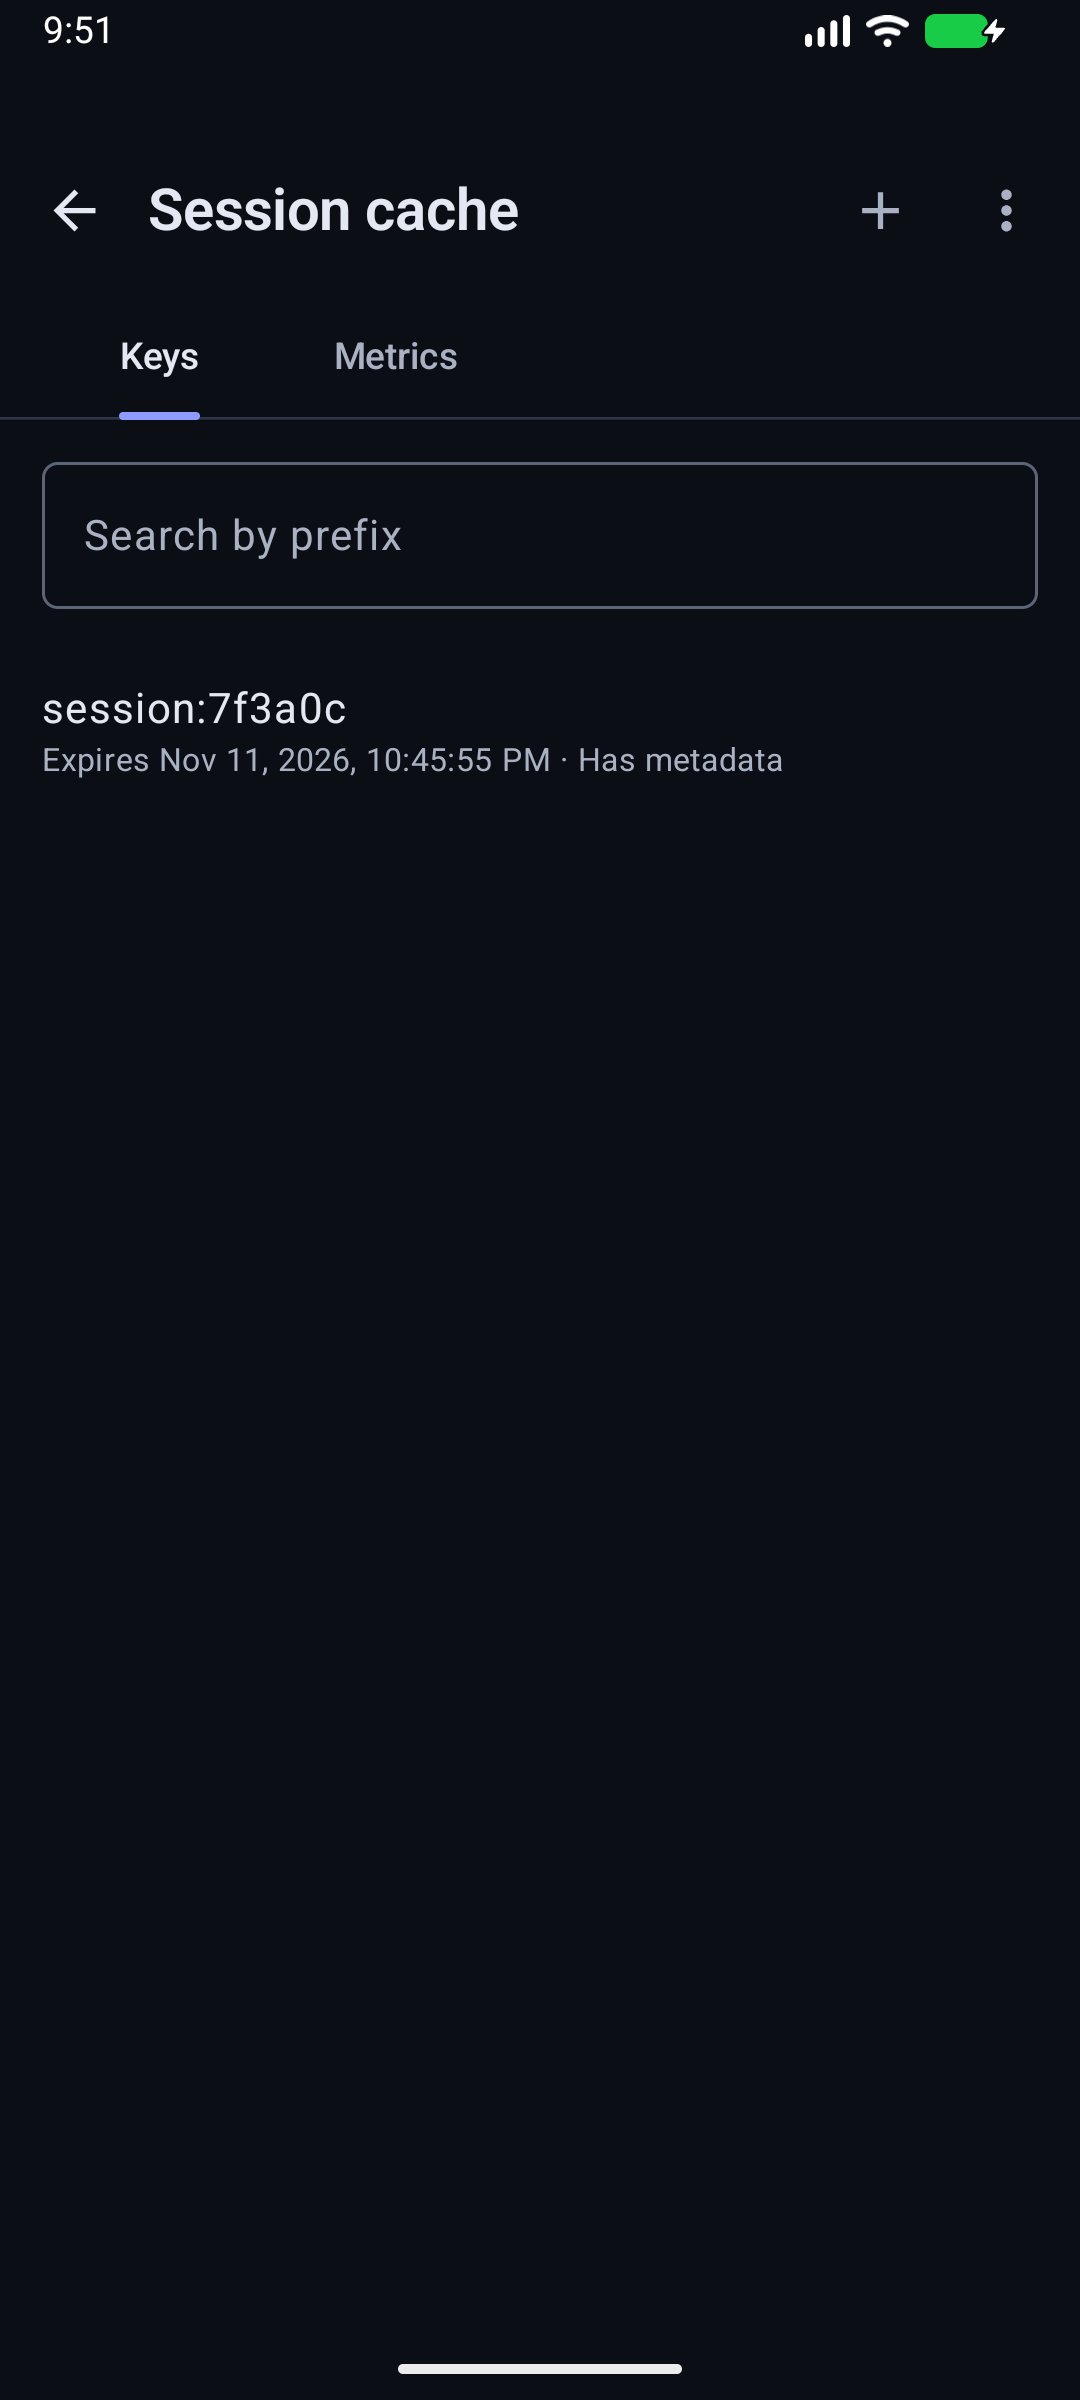 9:51
Session cache
Keys
Metrics
Search by prefix
session:7f3a0c
Expires Nov 11, 2026, 10:45:55 PM · Has metadata